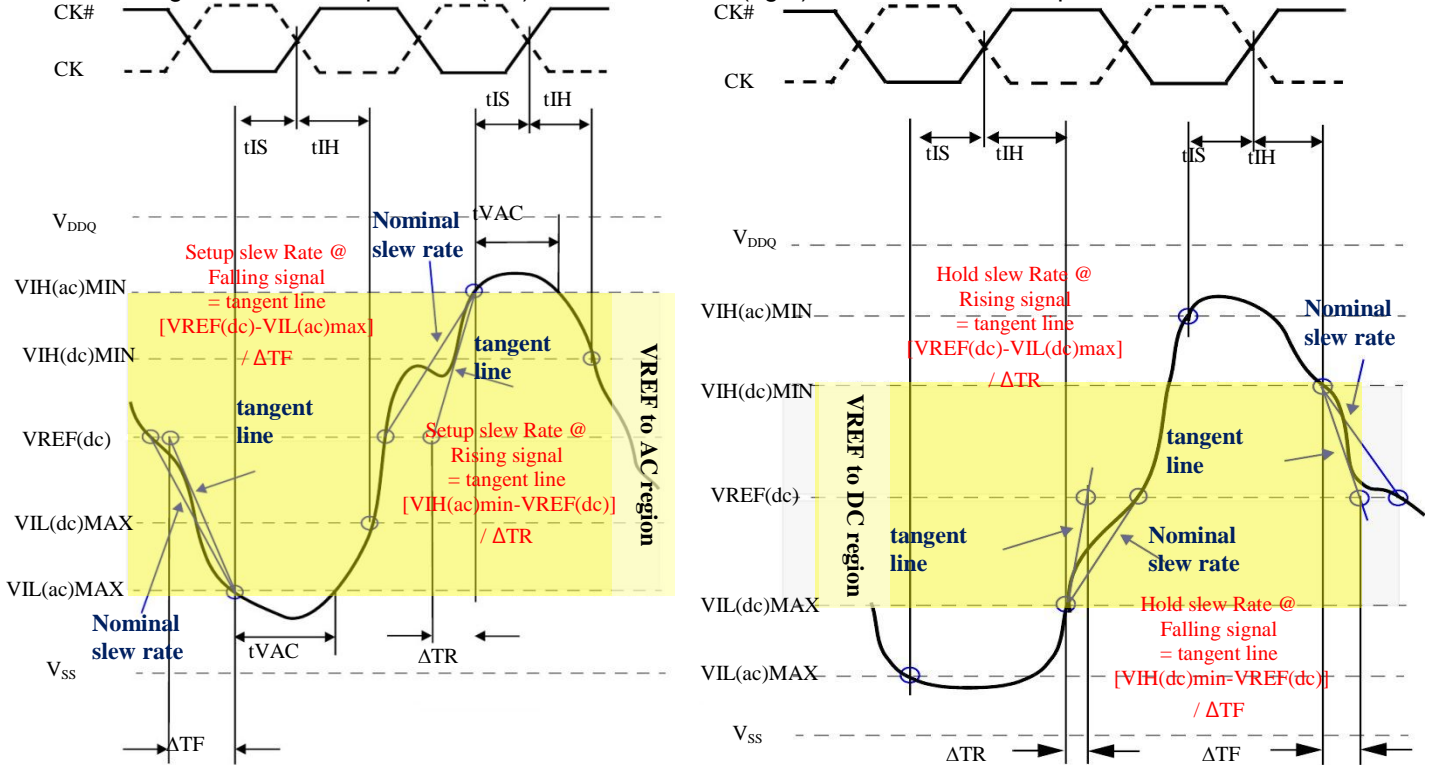 CK#
CK
tIS
tIH
tIS
tIH
VDDQ
Nominal
slew rate
tVAC
Setup slew Rate @
Falling signal
= tangent line
[VREF(dc)-VIL(ac)max]
/ ΔTF
VIH(ac)MIN
VIH(dc)MIN
tangent
line
tangent
line
VREF(dc)
Setup slew Rate @
Rising signal
= tangent line
[VIH(ac)min-VREF(dc)]
/ ΔTR
VREF to AC region
VIL(dc)MAX
VIL(ac)MAX
Nominal
slew rate
tVAC
ΔTR
VSS
ΔTF
CK#
CK
tIS
tIH
tIS
tIH
VDDQ
Hold slew Rate @
Rising signal
= tangent line
[VREF(dc)-VIL(dc)max]
/ ΔTR
VIH(ac)MIN
Nominal
slew rate
VIH(dc)MIN
tangent
line
VREF(dc)
VREF to DC region
tangent
line
Nominal
slew rate
VIL(dc)MAX
Hold slew Rate @
Falling signal
= tangent line
[VIH(dc)min-VREF(dc)]
/ ΔTF
VIL(ac)MAX
VSS
ΔTR
ΔTF